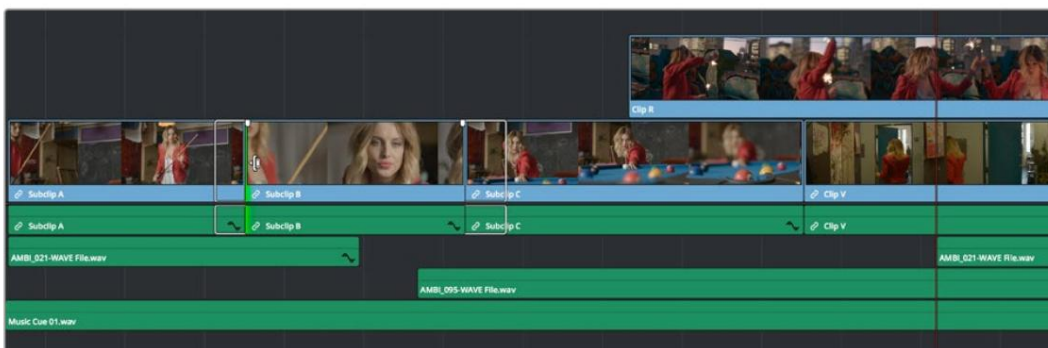 Clip R
Subclip A
Subclip B
Subclip C
Clip V
Subclip A
Subclip B
Subclip C
Clip V
AMBI_021-WAVE File.wav
AMBI_021-WAVE File.wav
AMBI_095-WAVE File.wav
Music Cue 01.wav